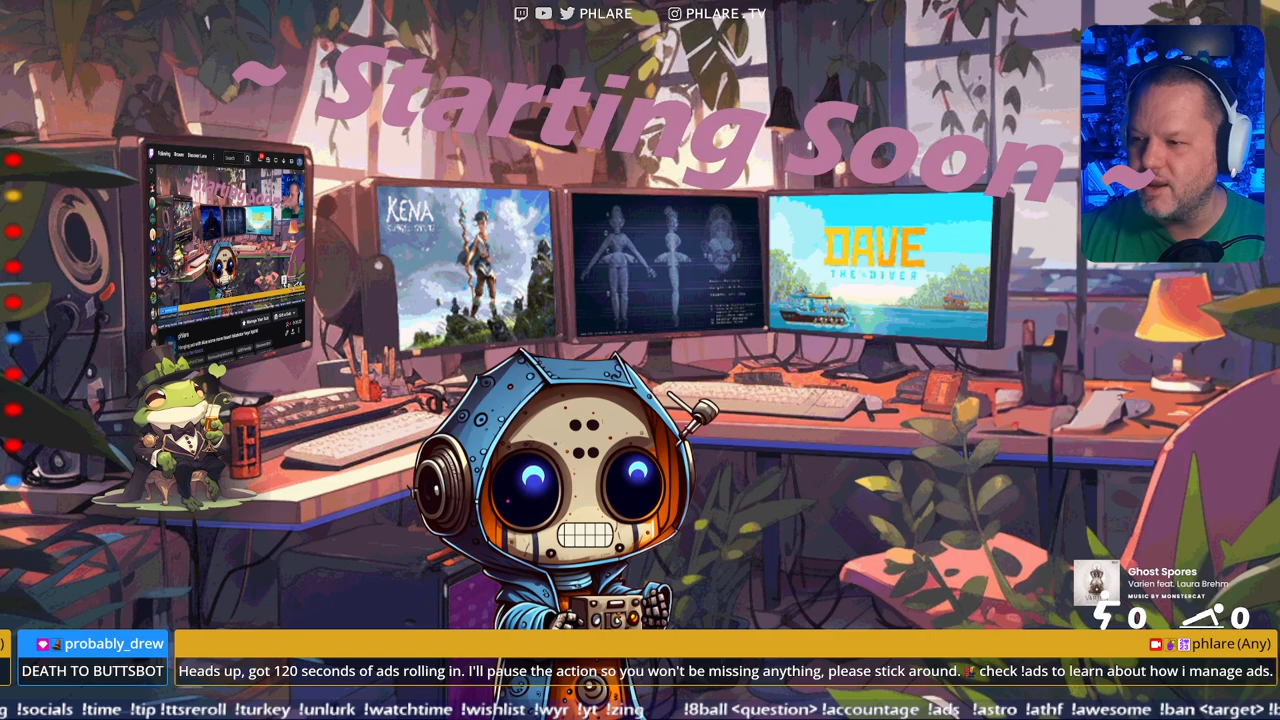 PHLARE PHLARE.TV
~ Starting Soon ~
Following Browse
Starting Soon
KENA
DAVE
THE DIVER
Ghost Spores
Varien feat. Laura Brehm
MUSIC BY MONSTERCAT
0 0
probably_drew
phlare (Any)
DEATH TO BUTTSBOT
Heads up, got 120 seconds of ads rolling in. I'll pause the action so you won't be missing anything, please stick around. check !ads to learn about how i manage ads.
g !socials !time !tip !ttsreroll !turkey !unlurk !watchtime !wishlist !wyr !yt !zing !8ball <question> !accountage !ads !astro !athf !awesome !ban <target> !b